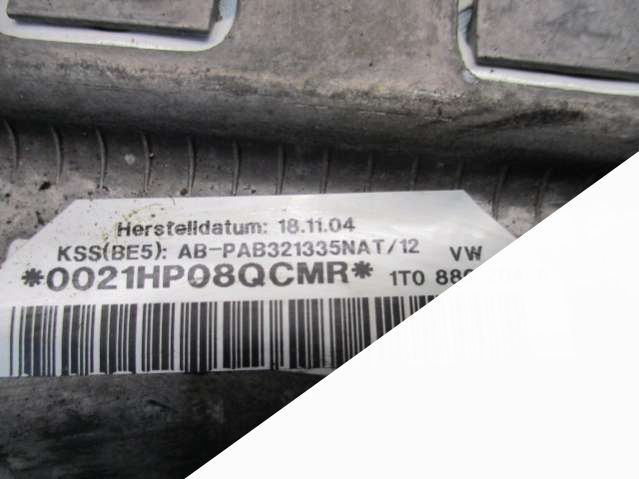 Herstelldatum: 18.11.04
KSS(BE5): AB-PAB321335NAT/12 VW
*0021HP08QCMR* 1T0